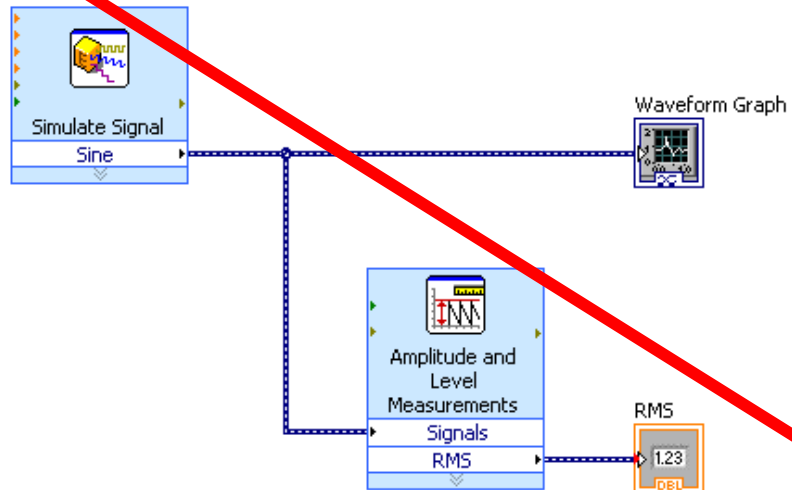 Simulate Signal
Sine
Waveform Graph
Amplitude and
Level
Measurements
Signals
RMS
RMS
1.23
DBL